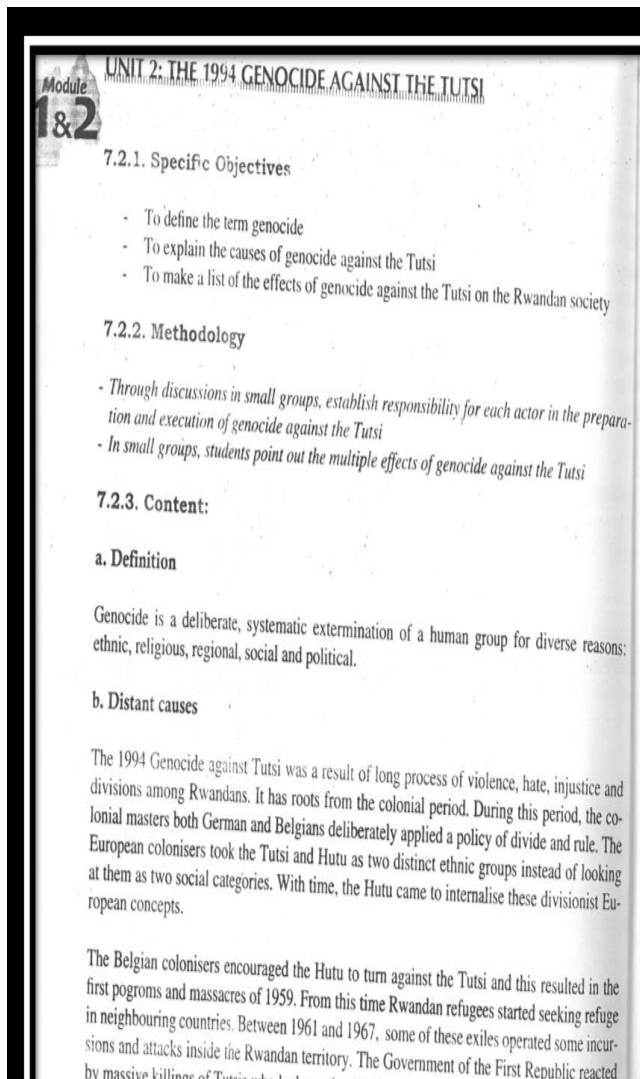 UNIT 2: THE 1994 GENOCIDE AGAINST THE TUTSI
Module
1&2
7.2.1. Specific Objectives
- To define the term genocide
- To explain the causes of genocide against the Tutsi
- To make a list of the effects of genocide against the Tutsi on the Rwandan society
7.2.2. Methodology
- Through discussions in small groups, establish responsibility for each actor in the prepara-
tion and execution of genocide against the Tutsi
- In small groups, students point out the multiple effects of genocide against the Tutsi
7.2.3. Content:
a. Definition
Genocide is a deliberate, systematic extermination of a human group for diverse reasons:
ethnic, religious, regional, social and political.
b. Distant causes
The 1994 Genocide against Tutsi was a result of long process of violence, hate, injustice and
divisions among Rwandans. It has roots from the colonial period. During this period, the co-
lonial masters both German and Belgians deliberately applied a policy of divide and rule. The
European colonisers took the Tutsi and Hutu as two distinct ethnic groups instead of looking
at them as two social categories. With time, the Hutu came to internalise these divisionist Eu-
ropean concepts.
The Belgian colonisers encouraged the Hutu to turn against the Tutsi and this resulted in the
first pogroms and massacres of 1959. From this time Rwandan refugees started seeking refuge
in neighbouring countries. Between 1961 and 1967, some of these exiles operated some incur-
sions and attacks inside the Rwandan territory. The Government of the First Republic reacted
by massive killings of